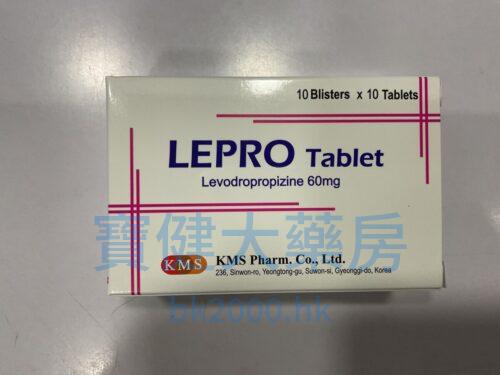 10 Blisters x 10 Tablets
LEPRO Tablet
Levodropropizine 60mg
寶健大藥房
KMS KMS Pharm. Co., Ltd.
236, Sinwon-ro, Yeongtong-gu, Suwon-si, Gyeonggi-do, Korea
bk2000.hk